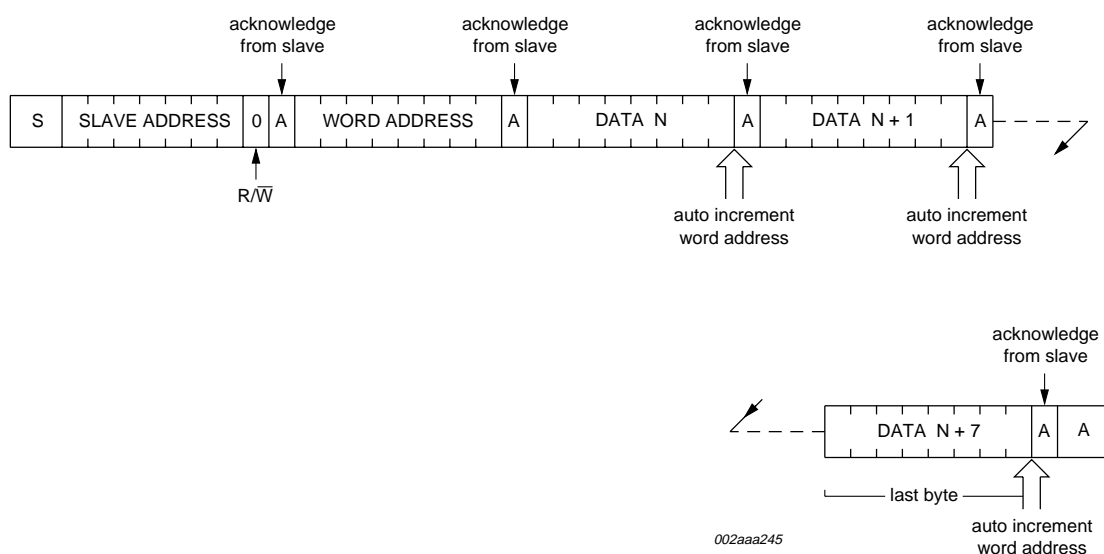 acknowledge
from slave
acknowledge
from slave
acknowledge
from slave
acknowledge
from slave
S SLAVE ADDRESS 0 A WORD ADDRESS A DATA N A DATA N + 1 A
R/W̅
auto increment
word address
auto increment
word address
acknowledge
from slave
DATA N + 7 A A
last byte
auto increment
word address
002aaa245